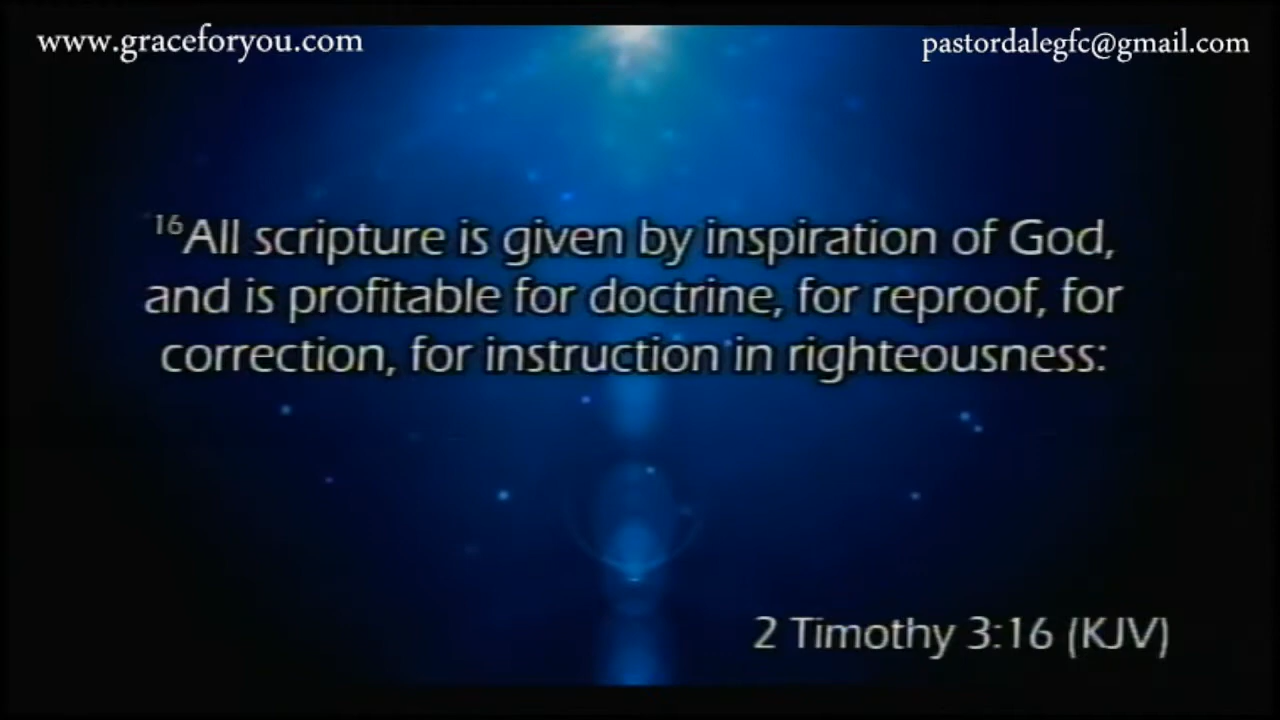 www.graceforyou.com
pastordalegfc@gmail.com
16All scripture is given by inspiration of God,
and is profitable for doctrine, for reproof, for
correction, for instruction in righteousness:
2 Timothy 3:16 (KJV)